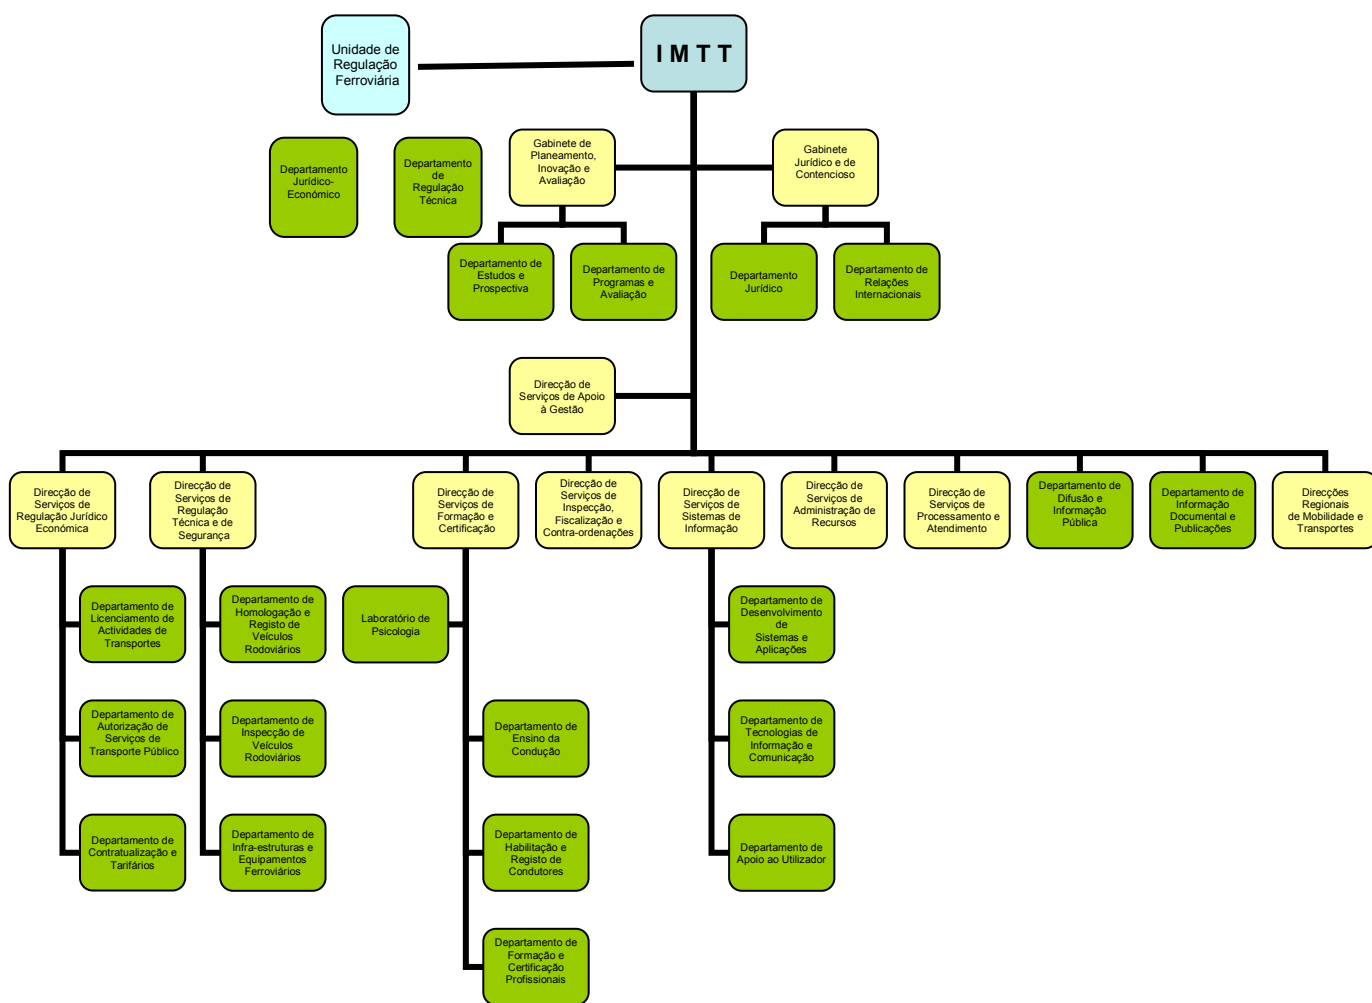 Unidade de
Regulação
Ferroviária
I M T T
Departamento
Jurídico-
Económico
Departamento
de
Regulação
Técnica
Gabinete de
Planeamento,
Inovação e
Avaliação
Gabinete
Jurídico e de
Contencioso
Departamento de
Estudos e
Prospectiva
Departamento de
Programas e
Avaliação
Departamento
Jurídico
Departamento de
Relações
Internacionais
Direcção de
Serviços de Apoio
à Gestão
Direcção de
Serviços de
Regulação Jurídico
Económica
Direcção de
Serviços de
Regulação
Técnica e de
Segurança
Direcção de
Serviços de
Formação e
Certificação
Direcção de
Serviços de
Inspecção,
Fiscalização e
Contra-ordenações
Direcção de
Serviços de
Sistemas de
Informação
Direcção de
Serviços de
Administração de
Recursos
Direcção de
Serviços de
Processamento e
Atendimento
Departamento de
Difusão e
Informação
Pública
Departamento de
Informação
Documental e
Publicações
Direcções
Regionais
de Mobilidade e
Transportes
Departamento de
Licenciamento de
Actividades de
Transportes
Departamento de
Homologação e
Registo de
Veículos
Rodoviários
Laboratório de
Psicologia
Departamento de
Desenvolvimento
de
Sistemas e
Aplicações
Departamento de
Autorização de
Serviços de
Transporte Público
Departamento de
Inspecção de
Veículos
Rodoviários
Departamento de
Ensino da
Condução
Departamento de
Tecnologias de
Informação e
Comunicação
Departamento de
Contratualização e
Tarifários
Departamento de
Infra-estruturas e
Equipamentos
Ferroviários
Departamento de
Habilitação e
Registo de
Condutores
Departamento de
Apoio ao Utilizador
Departamento de
Formação e
Certificação
Profissionais